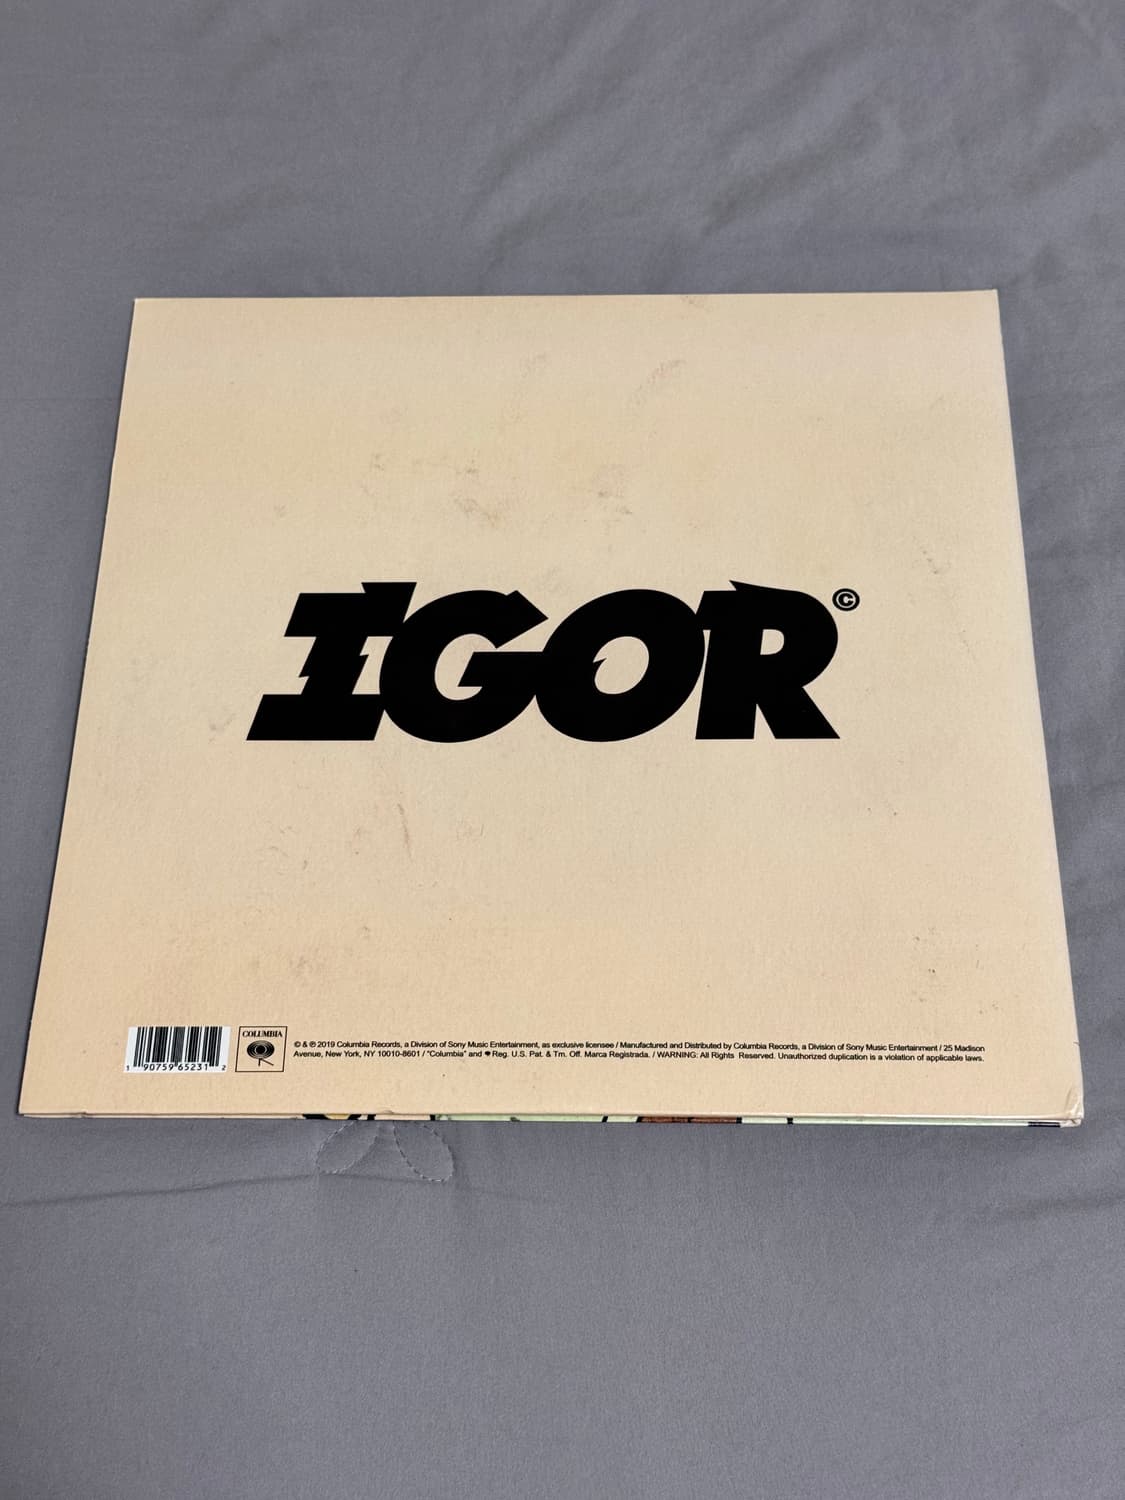 IGOR©
COLUMBIA
© & ℗ 2019 Columbia Records, a Division of Sony Music Entertainment, as exclusive licensee / Manufactured and Distributed by Columbia Records, a Division of Sony Music Entertainment / 25 Madison
Avenue, New York, NY 10010-8601 / "Columbia" and Reg. U.S. Pat. & Tm. Off. Marca Registrada. / WARNING: All Rights Reserved. Unauthorized duplication is a violation of applicable laws.
1 90759 65231 2